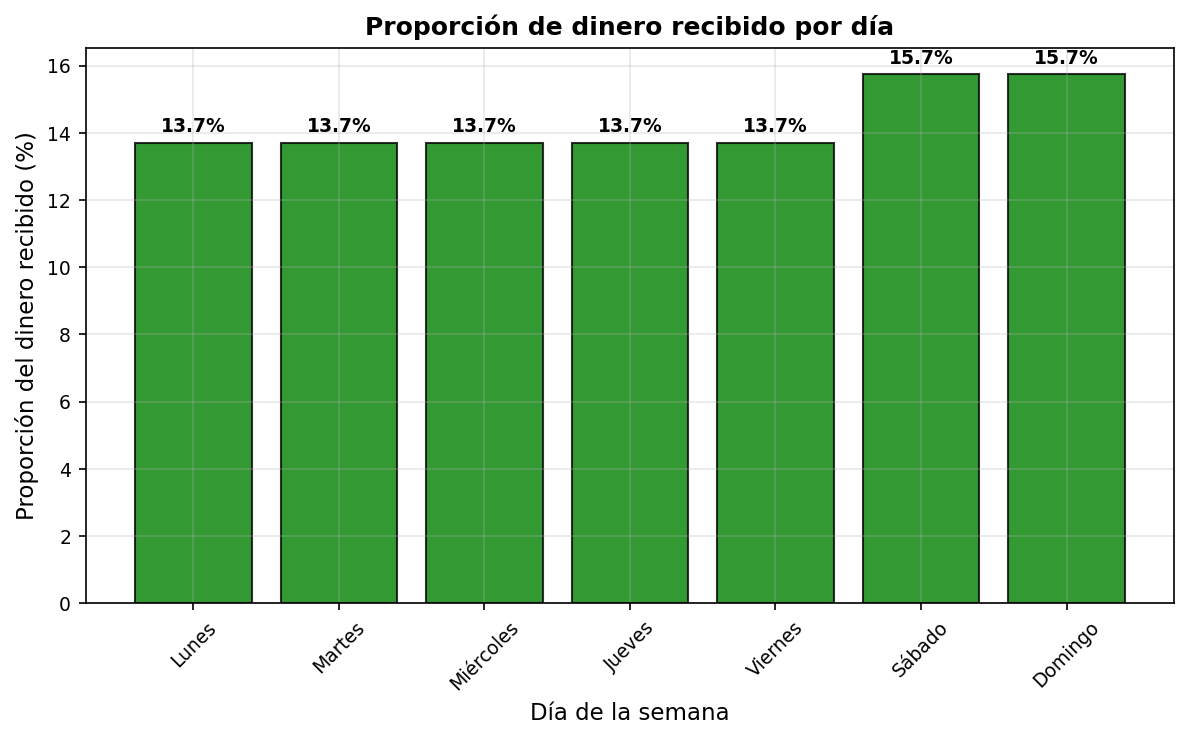 Proporción de dinero recibido por día
Proporción del dinero recibido (%)
16
14
12
10
8
6
4
2
0
13.7%
13.7%
13.7%
13.7%
13.7%
15.7%
15.7%
Lunes
Martes
Miércoles
Jueves
Viernes
Sábado
Domingo
Día de la semana